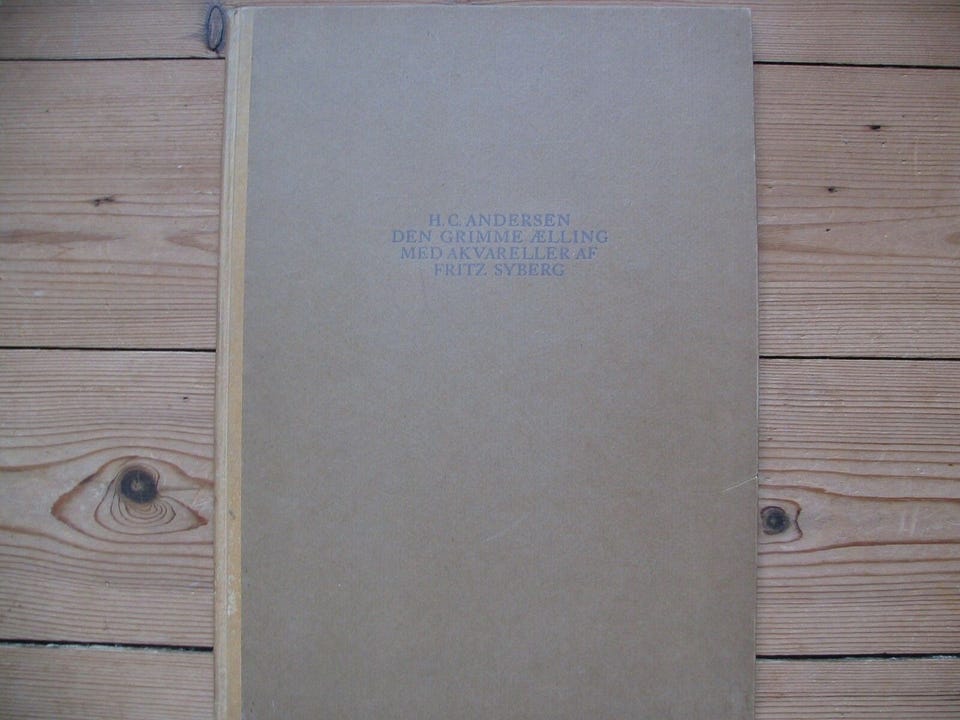 H. C. ANDERSEN
DEN GRIMME ÆLLING
MED AKVARELLER AF
FRITZ SYBERG